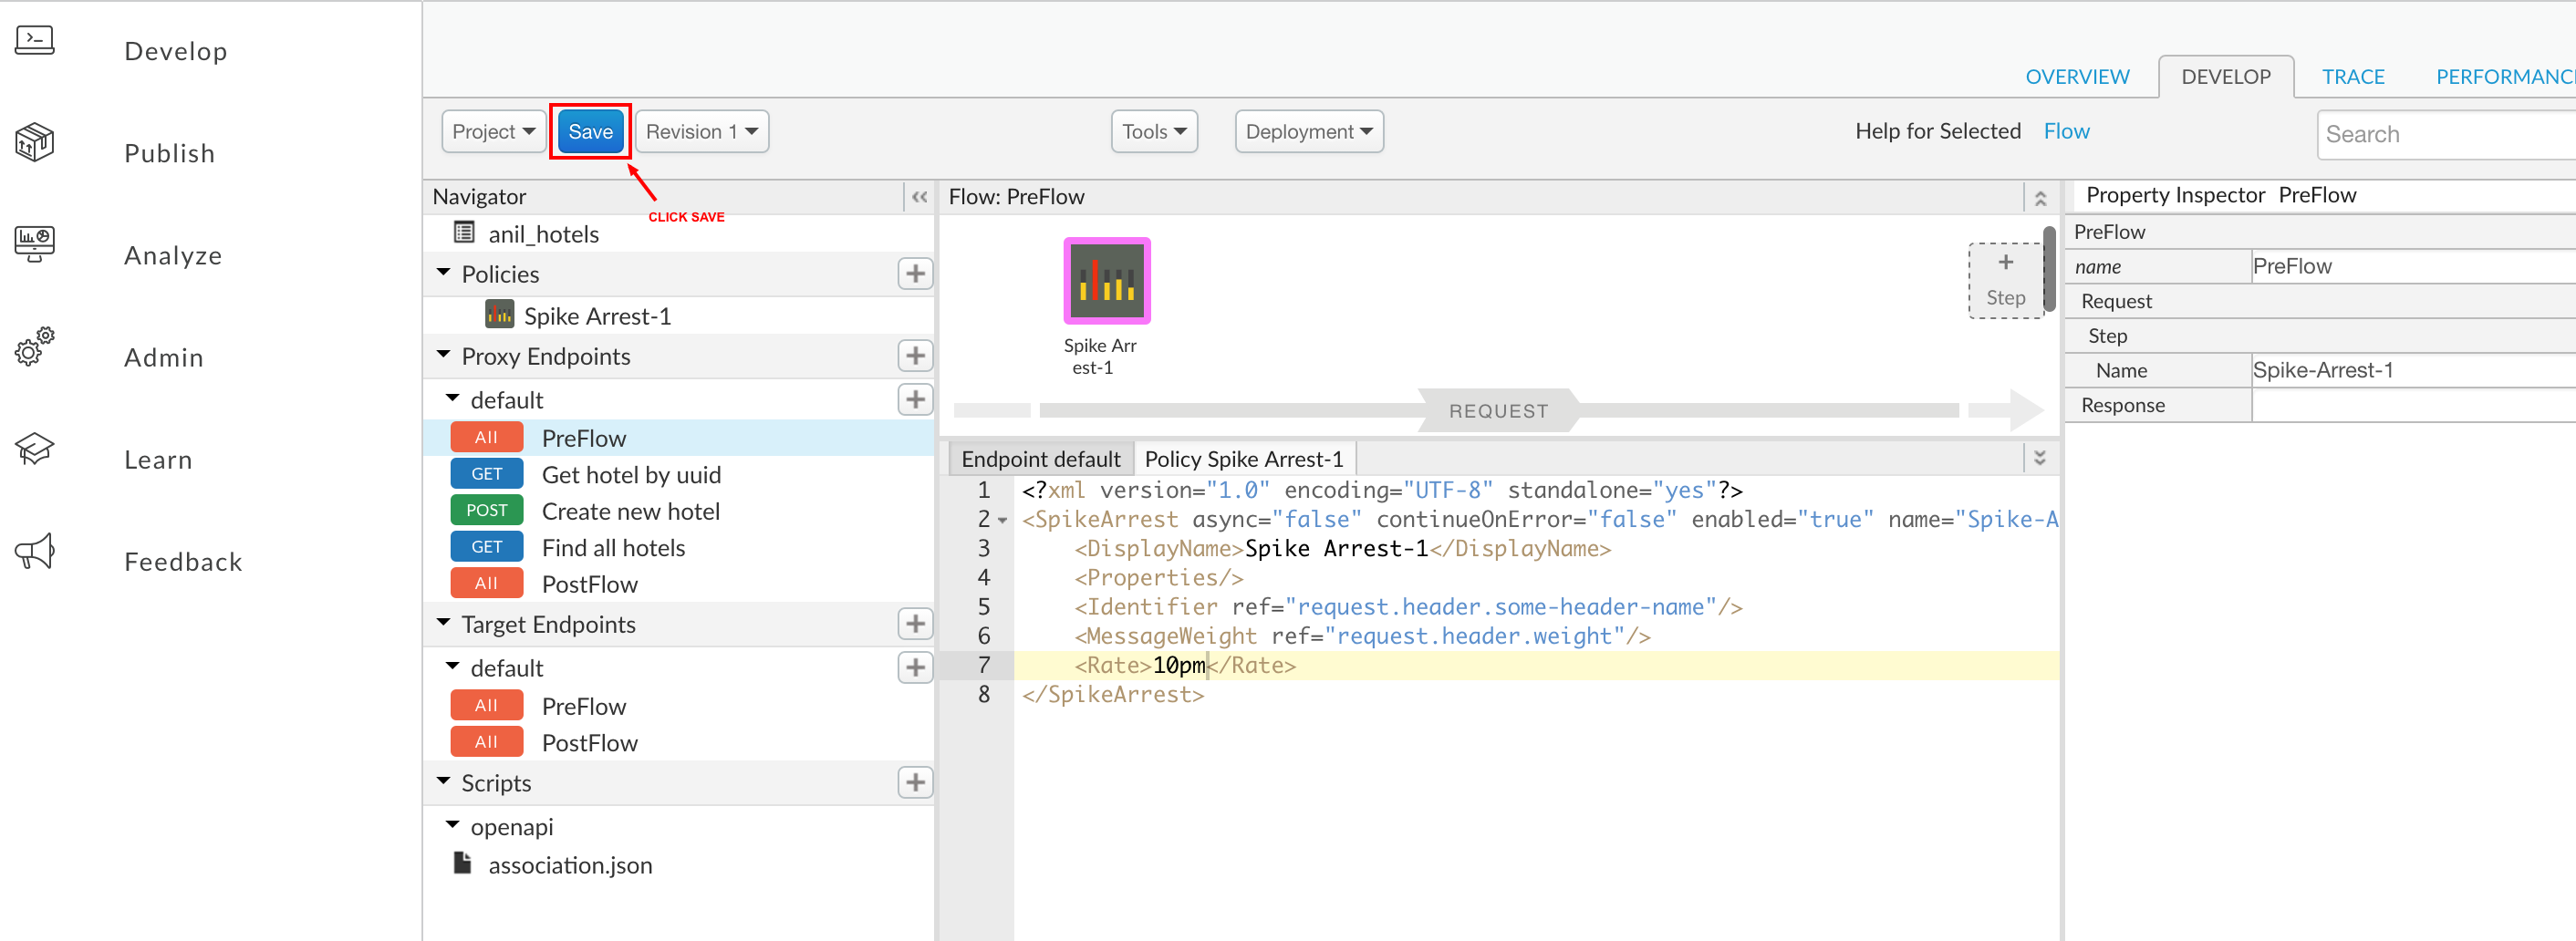 Develop
Publish
Analyze
Admin
Learn
Feedback
OVERVIEW DEVELOP TRACE PERFORMANC
Project Save Revision 1 Tools Deployment Help for Selected Flow Search
CLICK SAVE
Navigator
anil_hotels
Policies
Spike Arrest-1
Proxy Endpoints
default
All PreFlow
GET Get hotel by uuid
POST Create new hotel
GET Find all hotels
All PostFlow
Target Endpoints
default
All PreFlow
All PostFlow
Scripts
openapi
association.json
Flow: PreFlow
Spike Arr
est-1
+
Step
REQUEST
Endpoint default Policy Spike Arrest-1
1 <?xml version="1.0" encoding="UTF-8" standalone="yes"?>
2 <SpikeArrest async="false" continueOnError="false" enabled="true" name="Spike-A
3 <DisplayName>Spike Arrest-1</DisplayName>
4 <Properties/>
5 <Identifier ref="request.header.some-header-name"/>
6 <MessageWeight ref="request.header.weight"/>
7 <Rate>10pm</Rate>
8 </SpikeArrest>
Property Inspector PreFlow
PreFlow
name PreFlow
Request
Step
Name Spike-Arrest-1
Response